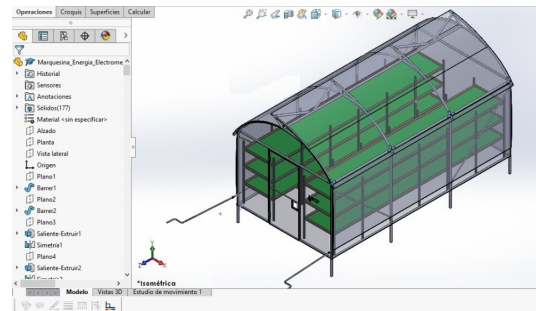 Operaciones Croquis Superficies Calcular
Marquesina_Energia_Electrome
Historial
Sensores
Anotaciones
Sólidos(177)
Material <sin especificar>
Alzado
Planta
Vista lateral
Origen
Plano1
Barrer1
Plano2
Barrer2
Plano3
Saliente-Extruir1
Simetría1
Plano4
Saliente-Extruir2
*Isométrica
Modelo Vistas 3D Estudio de movimiento 1